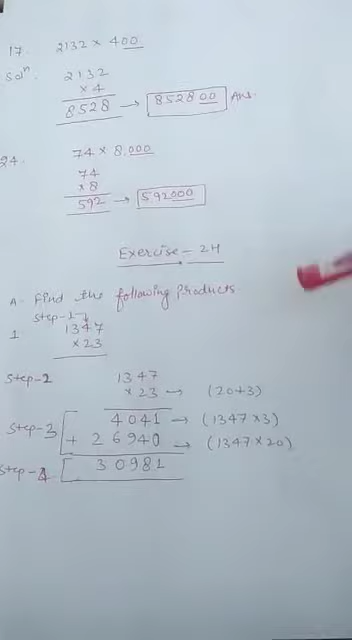 17. 2132 × 400
Solⁿ. 2132
× 4
8528 → 852800 Ans.
24. 74 × 8,000
74
× 8
592 → 592000
Exercise - 2H
A. Find the following Products
Step-1 ↓
1. 1347
× 23
Step-2 1347
× 23 → (20+3)
Step-3 4041 → (1347×3)
+ 26940 → (1347×20)
Step-4 30981